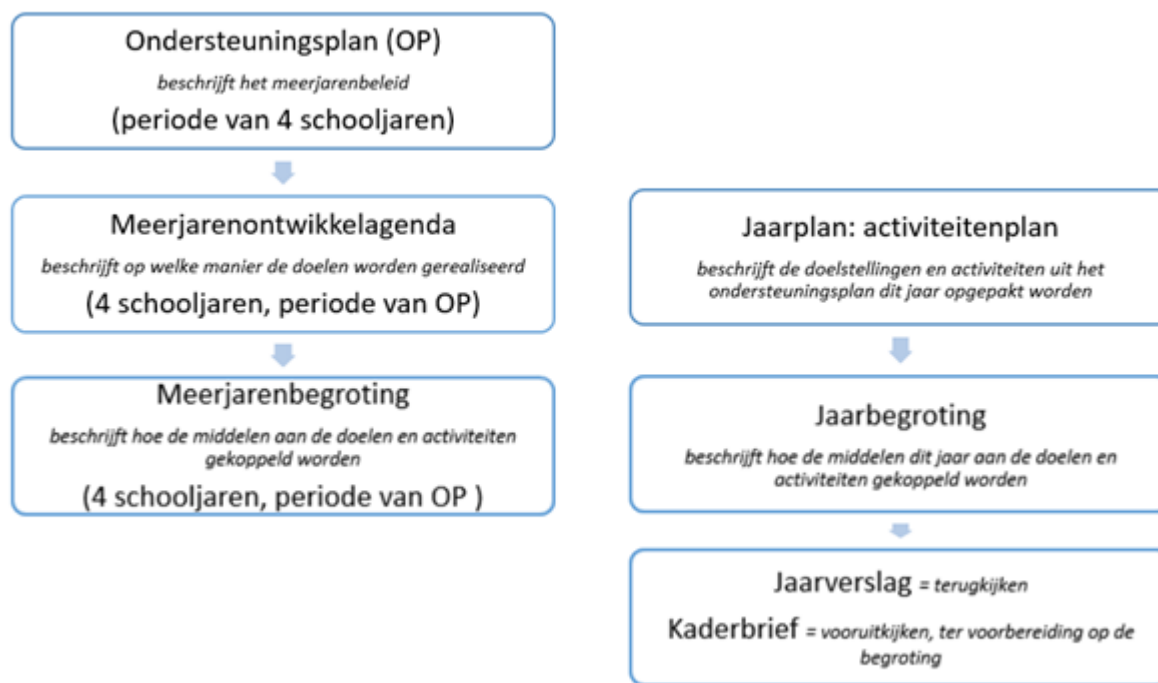 Ondersteuningsplan (OP)
beschrijft het meerjarenbeleid
(periode van 4 schooljaren)
Meerjarenontwikkelagenda
beschrijft op welke manier de doelen worden gerealiseerd
(4 schooljaren, periode van OP)
Meerjarenbegroting
beschrijft hoe de middelen aan de doelen en activiteiten
gekoppeld worden
(4 schooljaren, periode van OP )
Jaarplan: activiteitenplan
beschrijft de doelstellingen en activiteiten uit het
ondersteuningsplan dit jaar opgepakt worden
Jaarbegroting
beschrijft hoe de middelen dit jaar aan de doelen en
activiteiten gekoppeld worden
Jaarverslag = terugkijken
Kaderbrief = vooruitkijken, ter voorbereiding op de
begroting